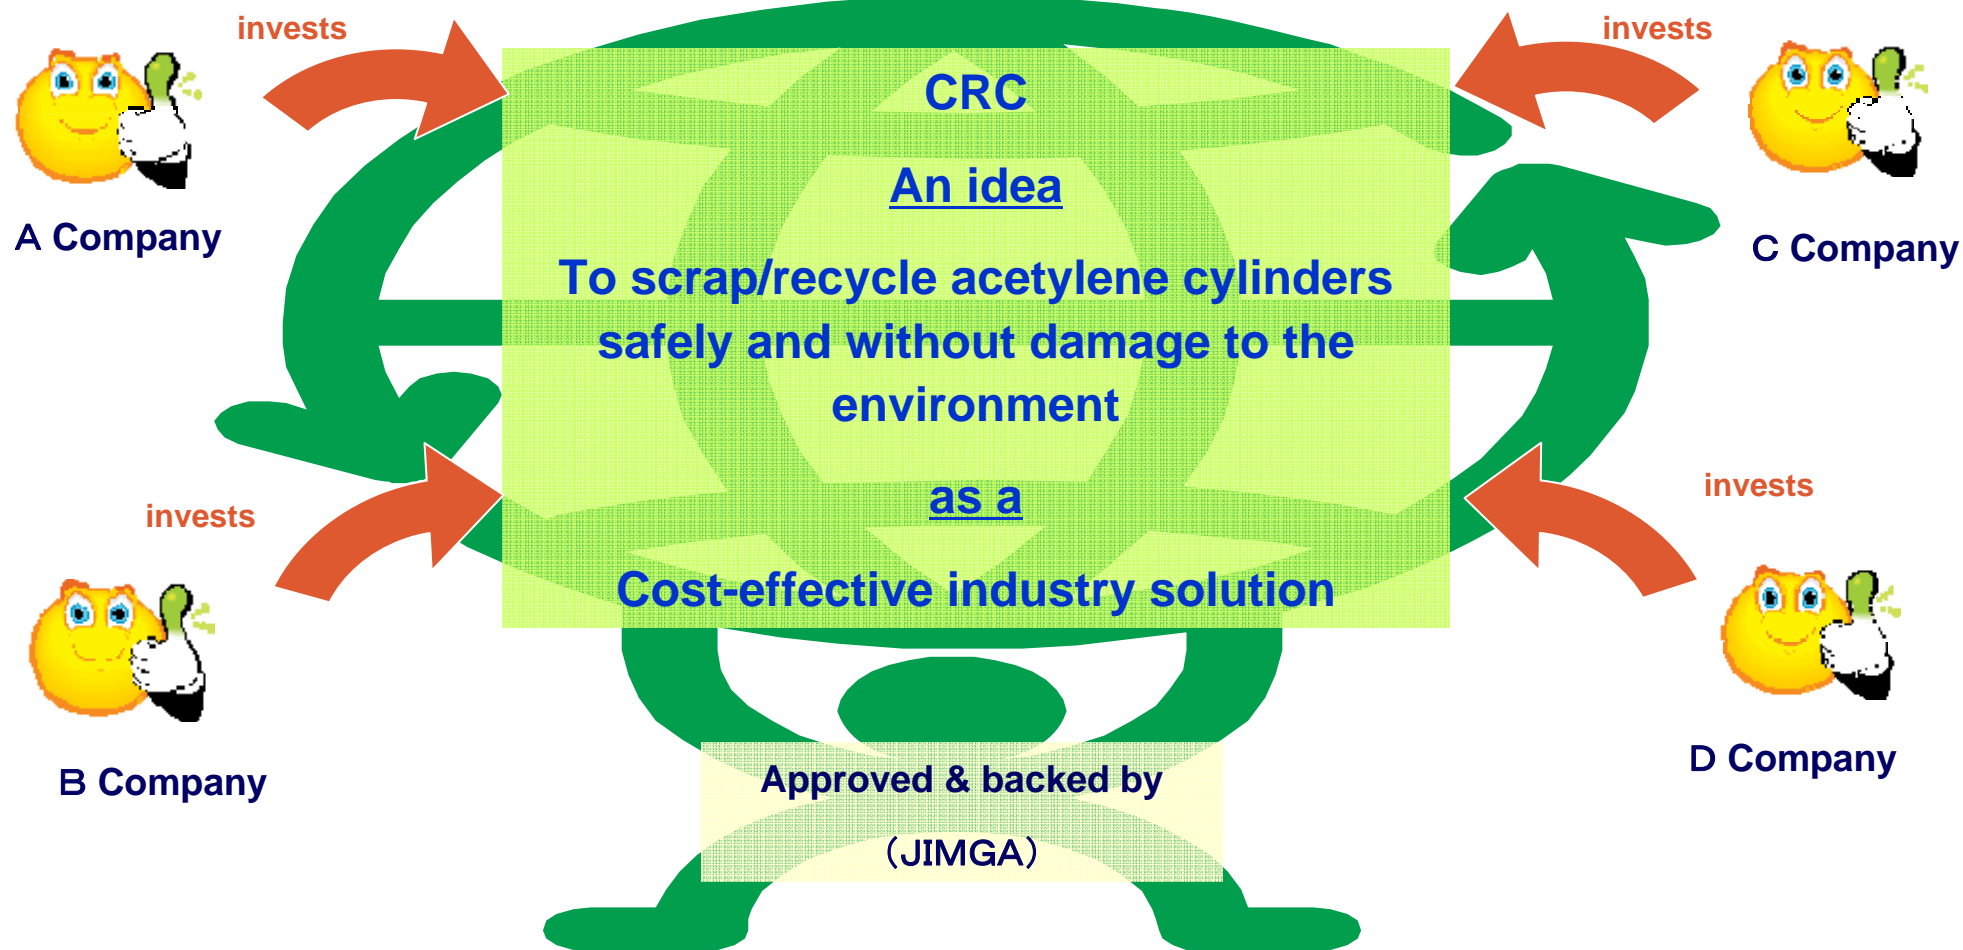 invests
invests
CRC
An idea
To scrap/recycle acetylene cylinders
safely and without damage to the
environment
as a
Cost-effective industry solution
A Company
C Company
invests
invests
B Company
D Company
Approved & backed by
（JIMGA）